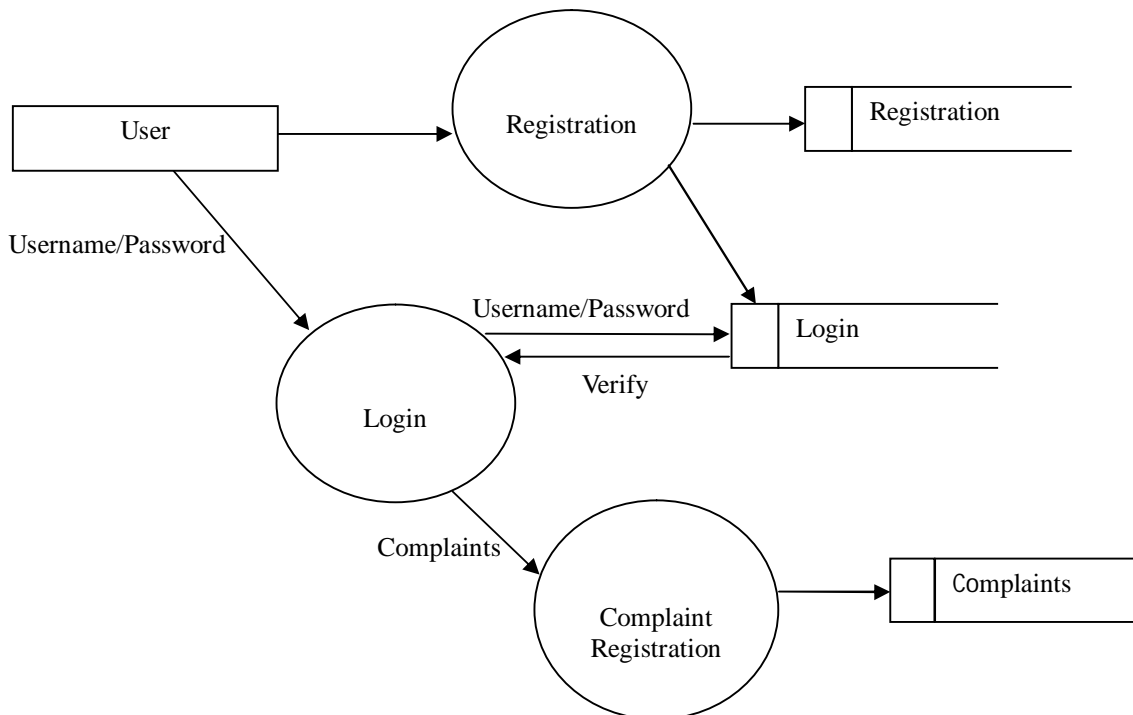 User
Registration
Registration
Username/Password
Username/Password
Login
Verify
Login
Complaints
Complaint
Registration
Complaints